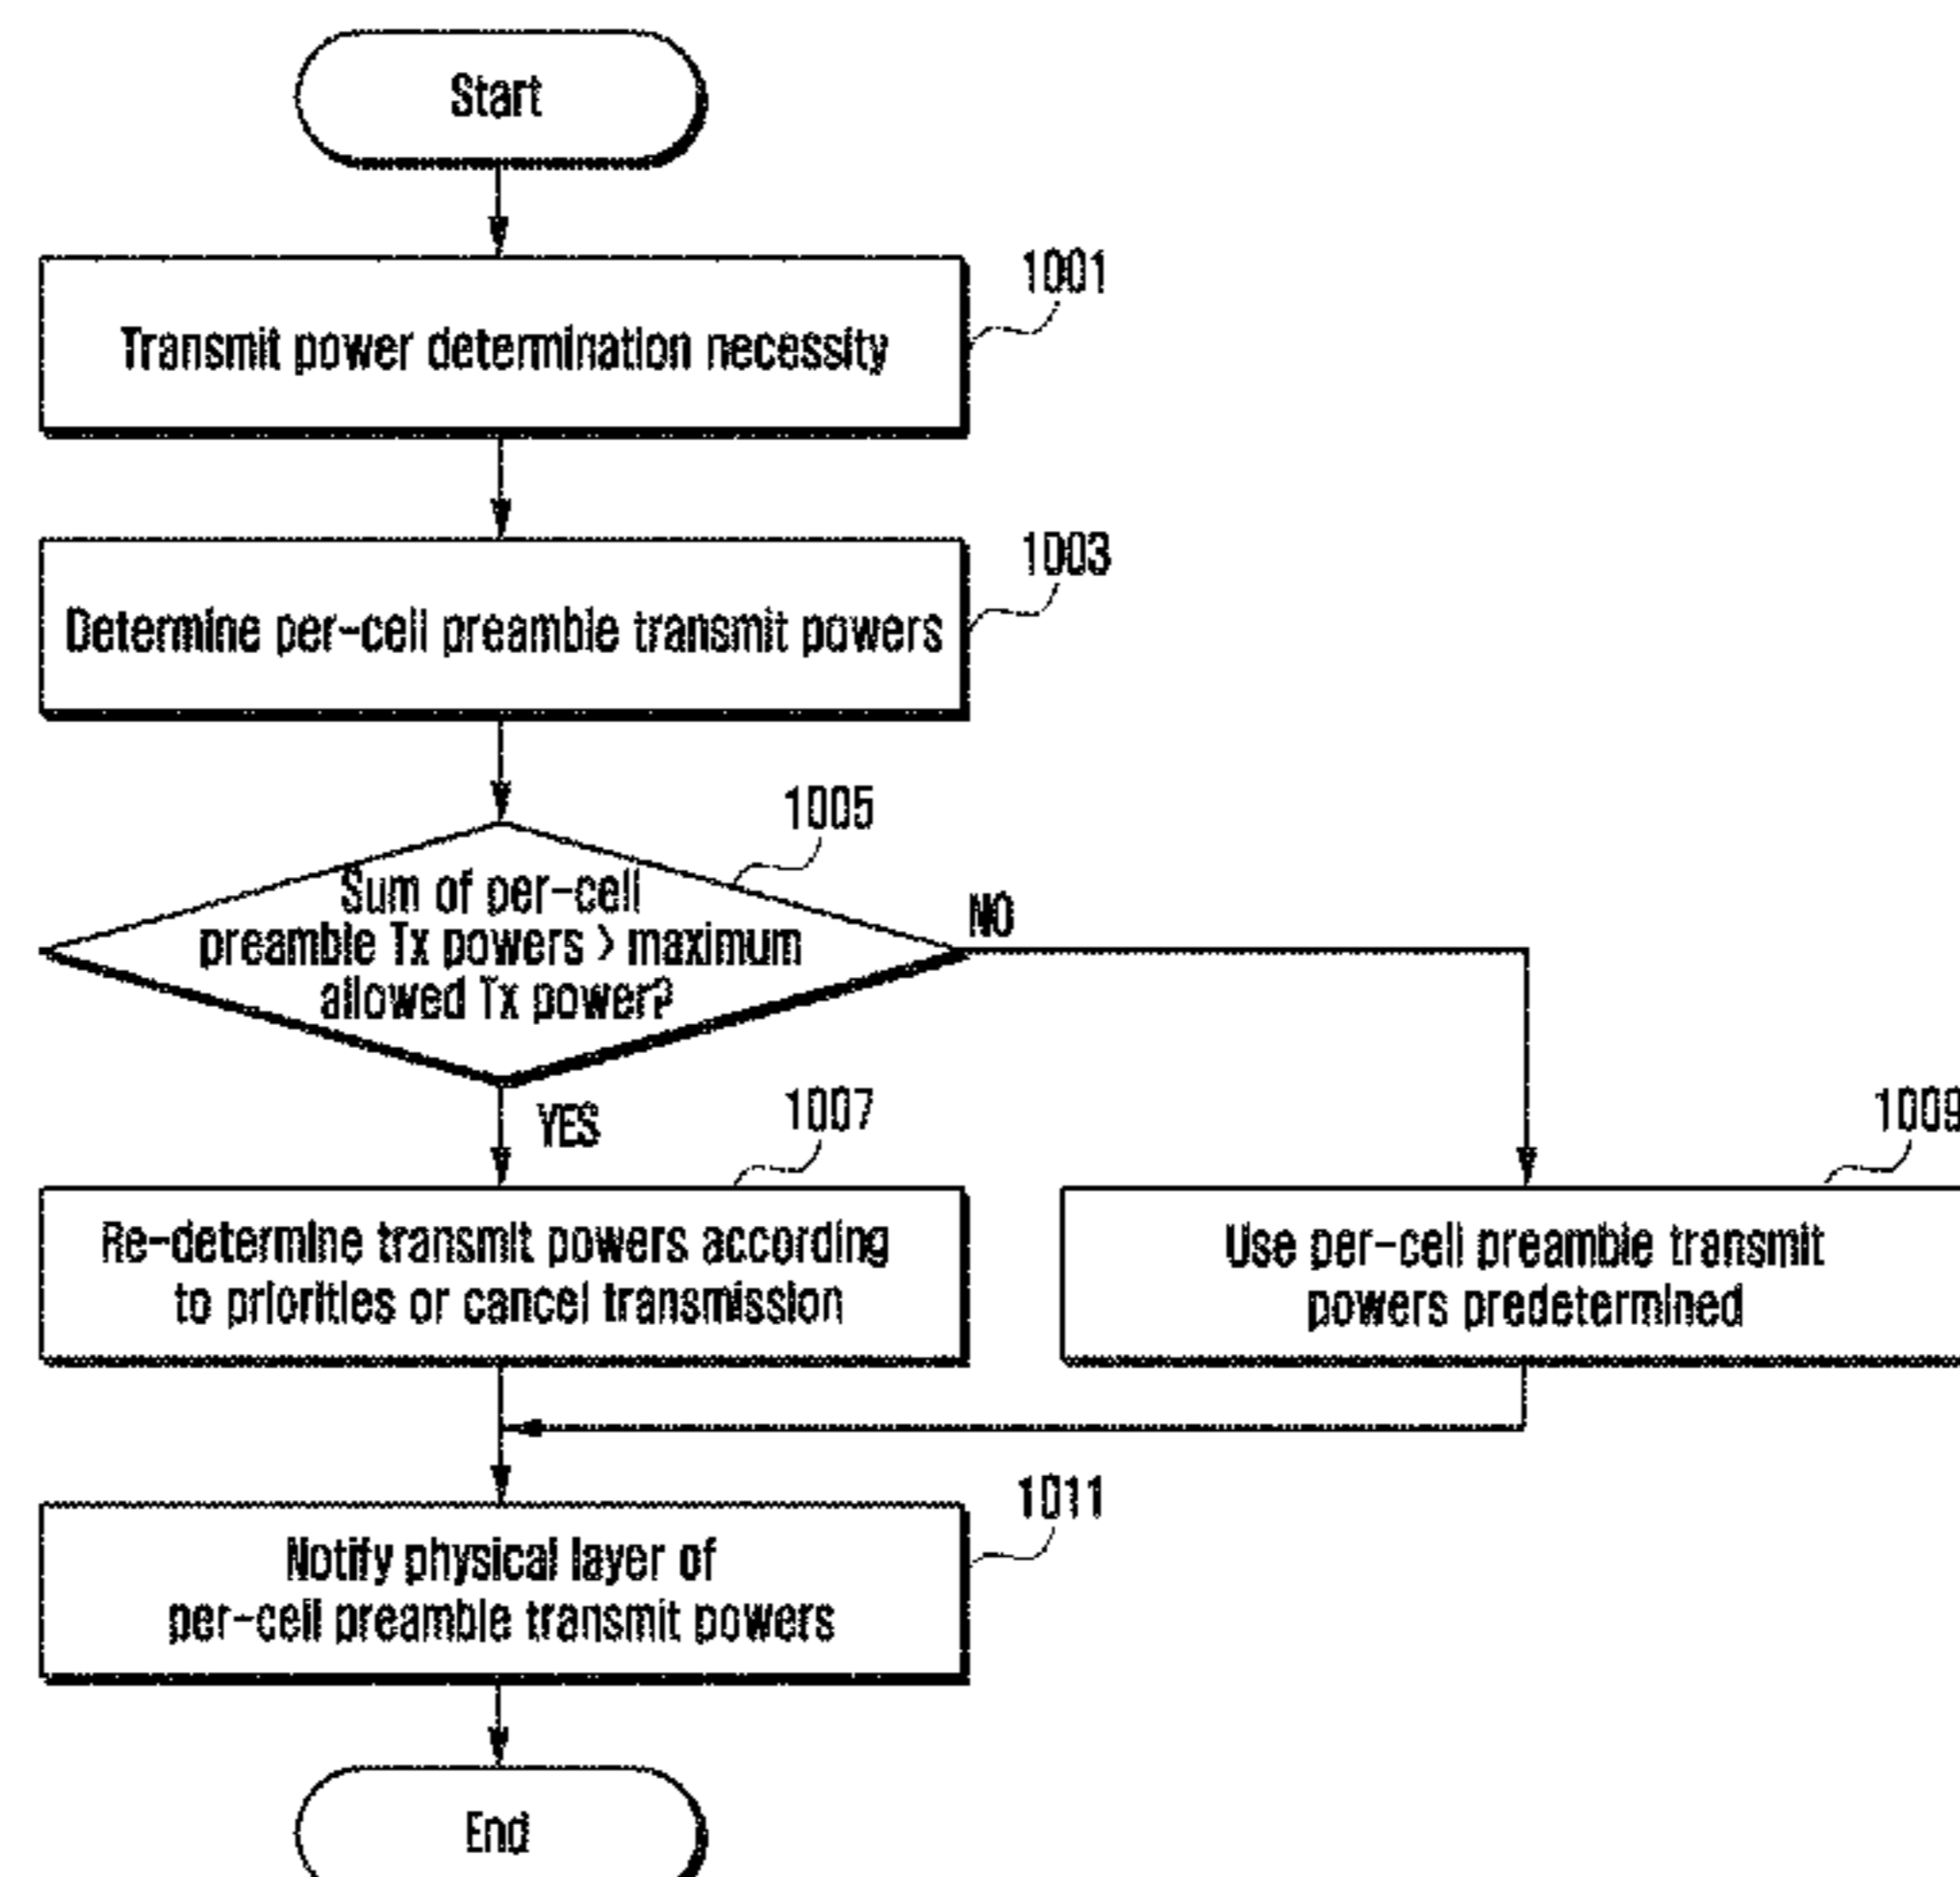 Start
1001
Transmit power determination necessity
1003
Determine per-cell preamble transmit powers
1005
Sum of per-cell
preamble Tx powers > maximum
allowed Tx power?
NO
YES
1007
1009
Re-determine transmit powers according
to priorities or cancel transmission
Use per-cell preamble transmit
powers predetermined
1011
Notify physical layer of
per-cell preamble transmit powers
End